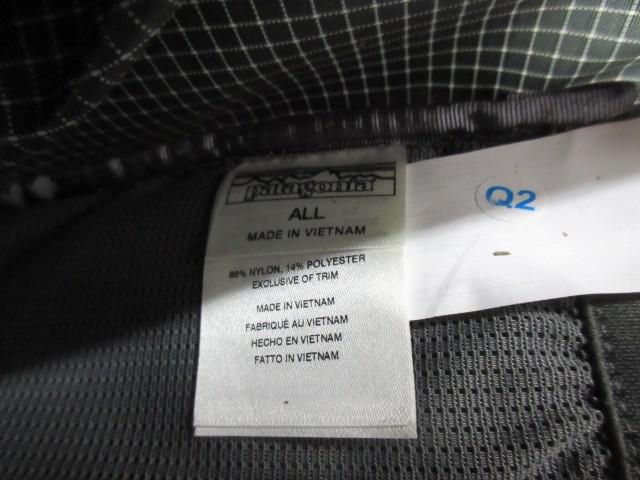 patagonia
ALL
MADE IN VIETNAM
86% NYLON, 14% POLYESTER
EXCLUSIVE OF TRIM
MADE IN VIETNAM
FABRIQUÉ AU VIETNAM
HECHO EN VIETNAM
FATTO IN VIETNAM
Q2